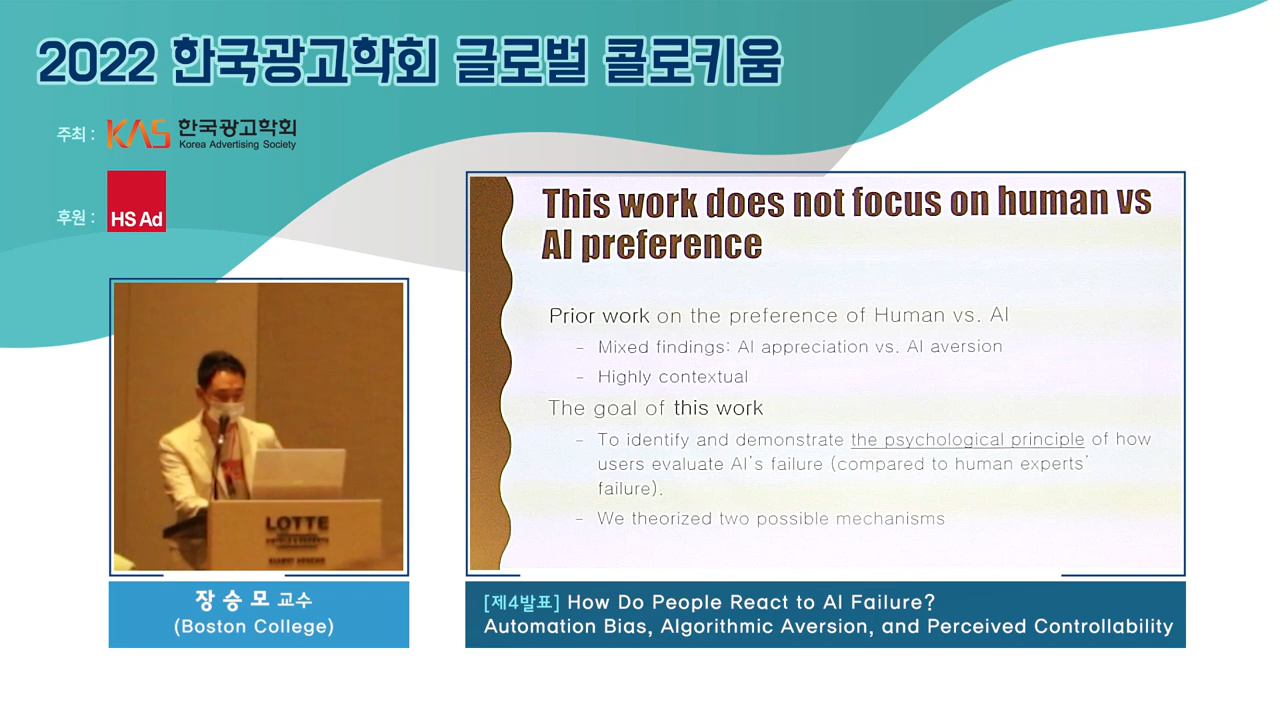 2022 한국광고학회 글로벌 콜로키움
주최 :
KAS 한국광고학회
Korea Advertising Society
후원 :
HS Ad
This work does not focus on human vs
AI preference
Prior work on the preference of Human vs. AI
- Mixed findings: AI appreciation vs. AI aversion
- Highly contextual
The goal of this work
- To identify and demonstrate the psychological principle of how
users evaluate AI's failure (compared to human experts'
failure).
- We theorized two possible mechanisms
LOTTE
장 승 모 교수
(Boston College)
[제4발표] How Do People React to AI Failure?
Automation Bias, Algorithmic Aversion, and Perceived Controllability